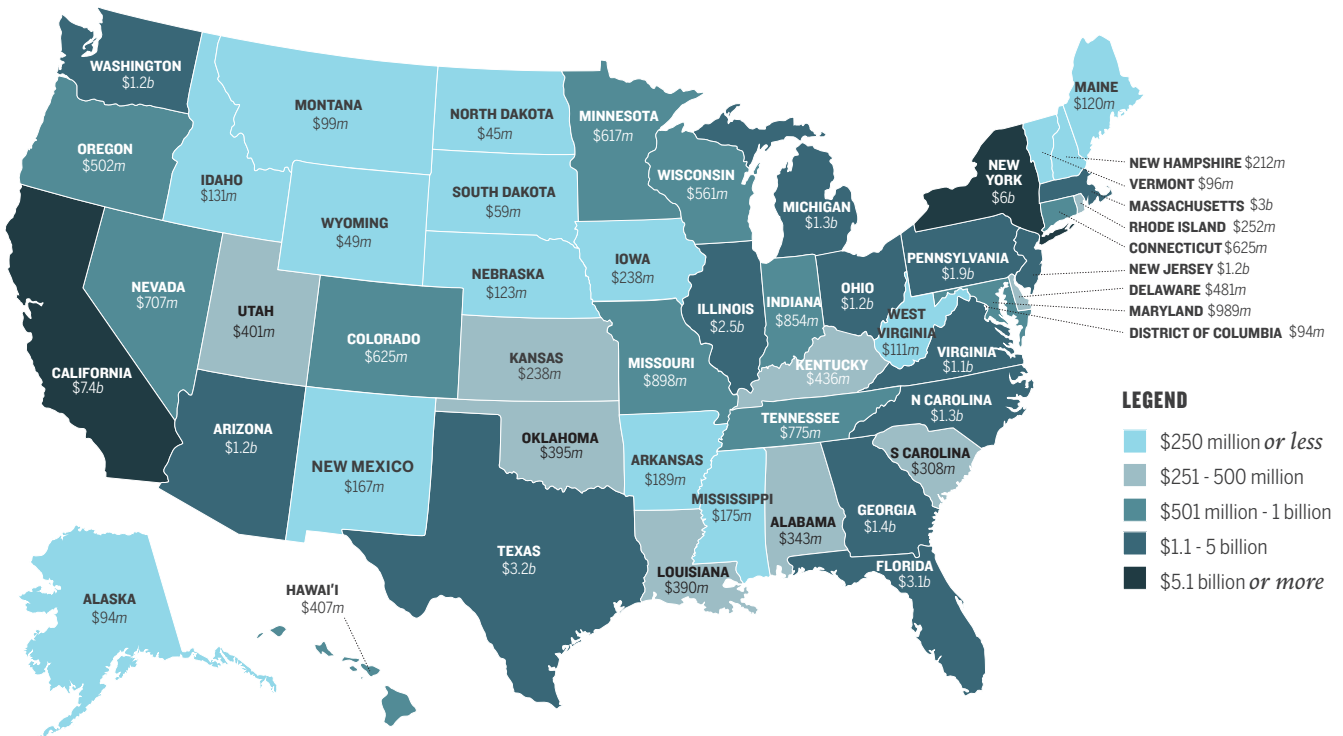 WASHINGTON
$1.2b
OREGON
$502m
CALIFORNIA
$7.4b
NEVADA
$707m
IDAHO
$131m
MONTANA
$99m
WYOMING
$49m
UTAH
$401m
ARIZONA
$1.2b
COLORADO
$625m
NEW MEXICO
$167m
NORTH DAKOTA
$45m
SOUTH DAKOTA
$59m
NEBRASKA
$123m
KANSAS
$238m
OKLAHOMA
$395m
TEXAS
$3.2b
MINNESOTA
$617m
IOWA
$238m
MISSOURI
$898m
ARKANSAS
$189m
LOUISIANA
$390m
WISCONSIN
$561m
ILLINOIS
$2.5b
MICHIGAN
$1.3b
INDIANA
$854m
OHIO
$1.2b
KENTUCKY
$436m
TENNESSEE
$775m
MISSISSIPPI
$175m
ALABAMA
$343m
GEORGIA
$1.4b
FLORIDA
$3.1b
S CAROLINA
$308m
N CAROLINA
$1.3b
VIRGINIA
$1.1b
WEST
VIRGINIA
$111m
PENNSYLVANIA
$1.9b
NEW
YORK
$6b
MAINE
$120m
NEW HAMPSHIRE $212m
VERMONT $96m
MASSACHUSETTS $3b
RHODE ISLAND $252m
CONNECTICUT $625m
NEW JERSEY $1.2b
DELAWARE $481m
MARYLAND $989m
DISTRICT OF COLUMBIA $94m
ALASKA
$94m
HAWAI'I
$407m
LEGEND
$250 million or less
$251 - 500 million
$501 million - 1 billion
$1.1 - 5 billion
$5.1 billion or more